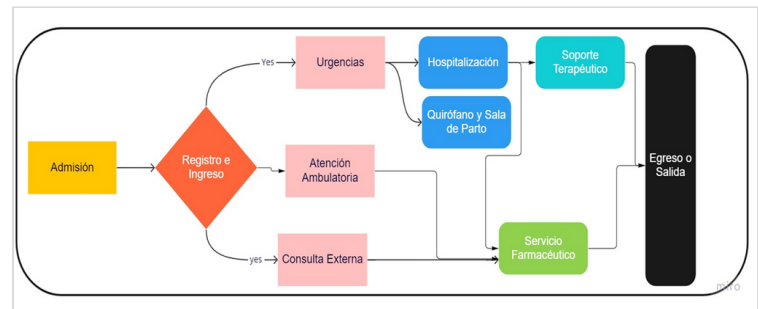 Yes
Urgencias
Hospitalización
Soporte
Terapéutico
Quirófano y Sala
de Parto
Admisión
Registro e
Ingreso
Atención
Ambulatoria
Egreso o
Salida
yes
Consulta Externa
Servicio
Farmacéutico
miro